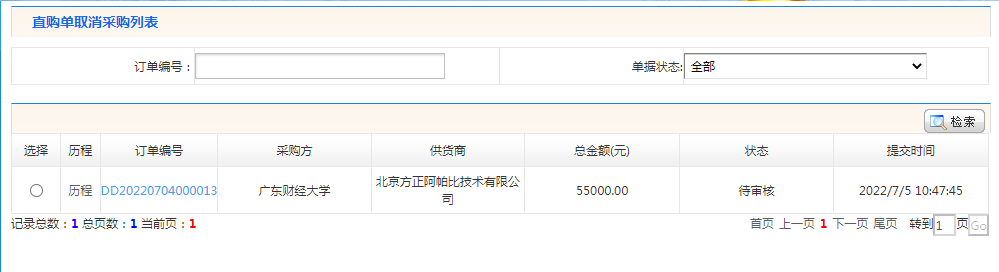 直购单取消采购列表
订单编号： 单据状态: 全部
检索
选择 历程 订单编号 采购方 供货商 总金额(元) 状态 提交时间
历程 DD20220704000013 广东财经大学 北京方正阿帕比技术有限公 55000.00 待审核 2022/7/5 10:47:45
司
记录总数：1 总页数：1 当前页：1 首页 上一页 1 下一页 尾页 转到 1 页 Go